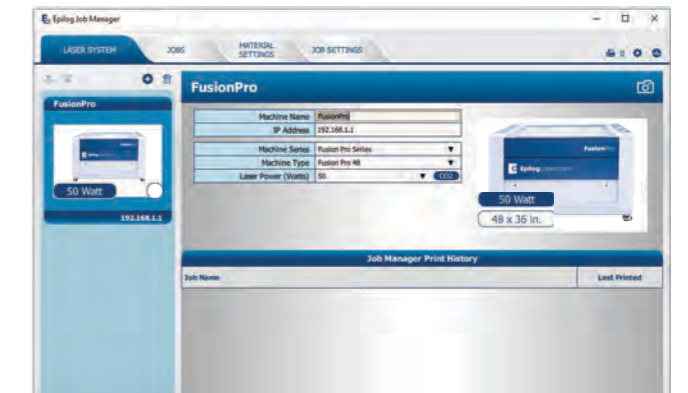 Epilog Job Manager
LASER SYSTEM
JOBS
MATERIAL SETTINGS
JOB SETTINGS
0
FusionPro
50 Watt
192.168.1.1
FusionPro
Machine Name FusionPro
IP Address 192.168.1.1
Machine Series Fusion Pro Series
Machine Type Fusion Pro 48
Laser Power (Watts) 50 CO2
FusionPro
Epilog
50 Watt
48 x 36 in.
Job Manager Print History
Job Name Last Printed